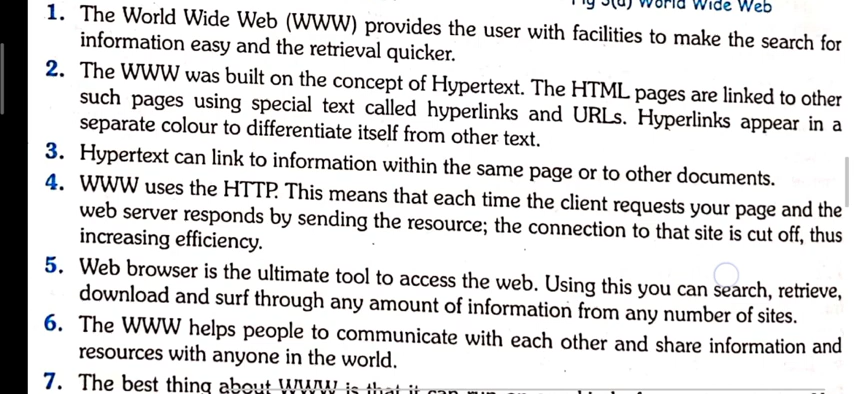 World Wide Web
1. The World Wide Web (WWW) provides the user with facilities to make the search for
information easy and the retrieval quicker.
2. The WWW was built on the concept of Hypertext. The HTML pages are linked to other
such pages using special text called hyperlinks and URLs. Hyperlinks appear in a
separate colour to differentiate itself from other text.
3. Hypertext can link to information within the same page or to other documents.
4. WWW uses the HTTP. This means that each time the client requests your page and the
web server responds by sending the resource; the connection to that site is cut off, thus
increasing efficiency.
5. Web browser is the ultimate tool to access the web. Using this you can search, retrieve,
download and surf through any amount of information from any number of sites.
6. The WWW helps people to communicate with each other and share information and
resources with anyone in the world.
7. The best thing about WWW is that it can